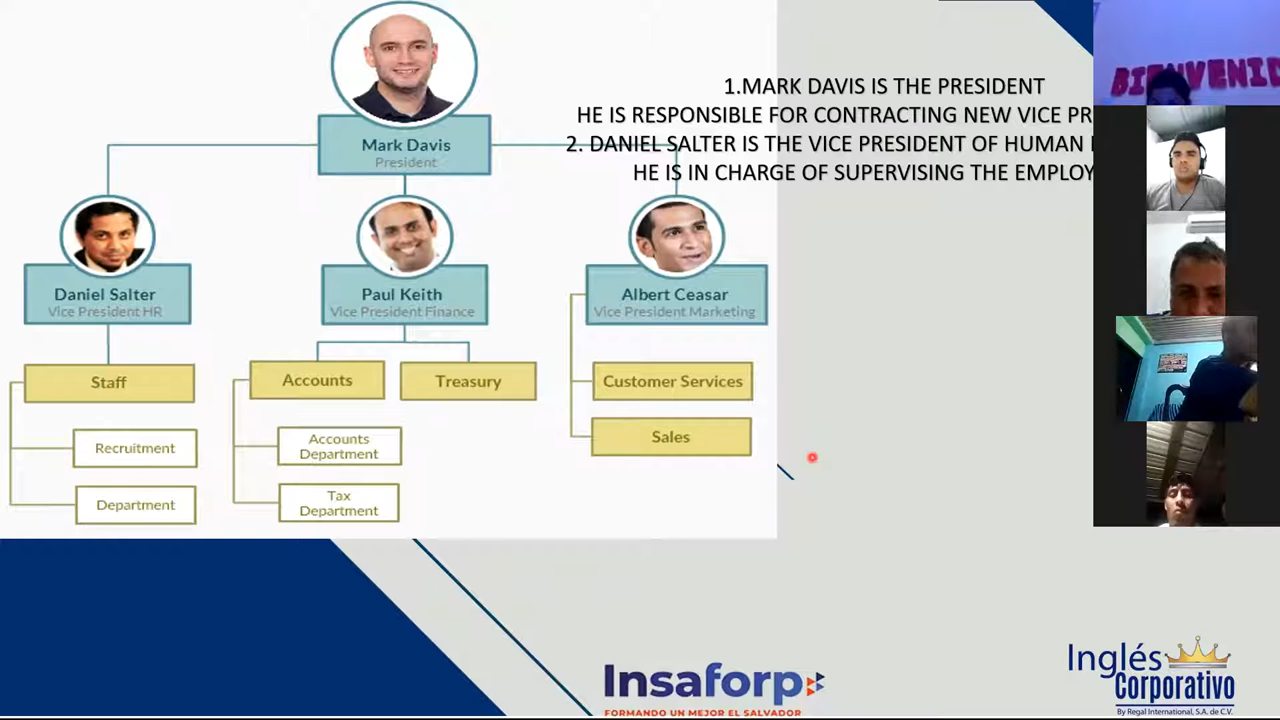 Mark Davis
President
1.MARK DAVIS IS THE PRESIDENT
HE IS RESPONSIBLE FOR CONTRACTING NEW VICE PR
2. DANIEL SALTER IS THE VICE PRESIDENT OF HUMAN
HE IS IN CHARGE OF SUPERVISING THE EMPLOY
BIENVENID
Daniel Salter
Vice President HR
Paul Keith
Vice President Finance
Albert Ceasar
Vice President Marketing
Staff
Recruitment
Department
Accounts
Treasury
Accounts
Department
Tax
Department
Customer Services
Sales
Insaforp
FORMANDO UN MEJOR EL SALVADOR
Inglés
Corporativo
By Regal International, S.A. de C.V.